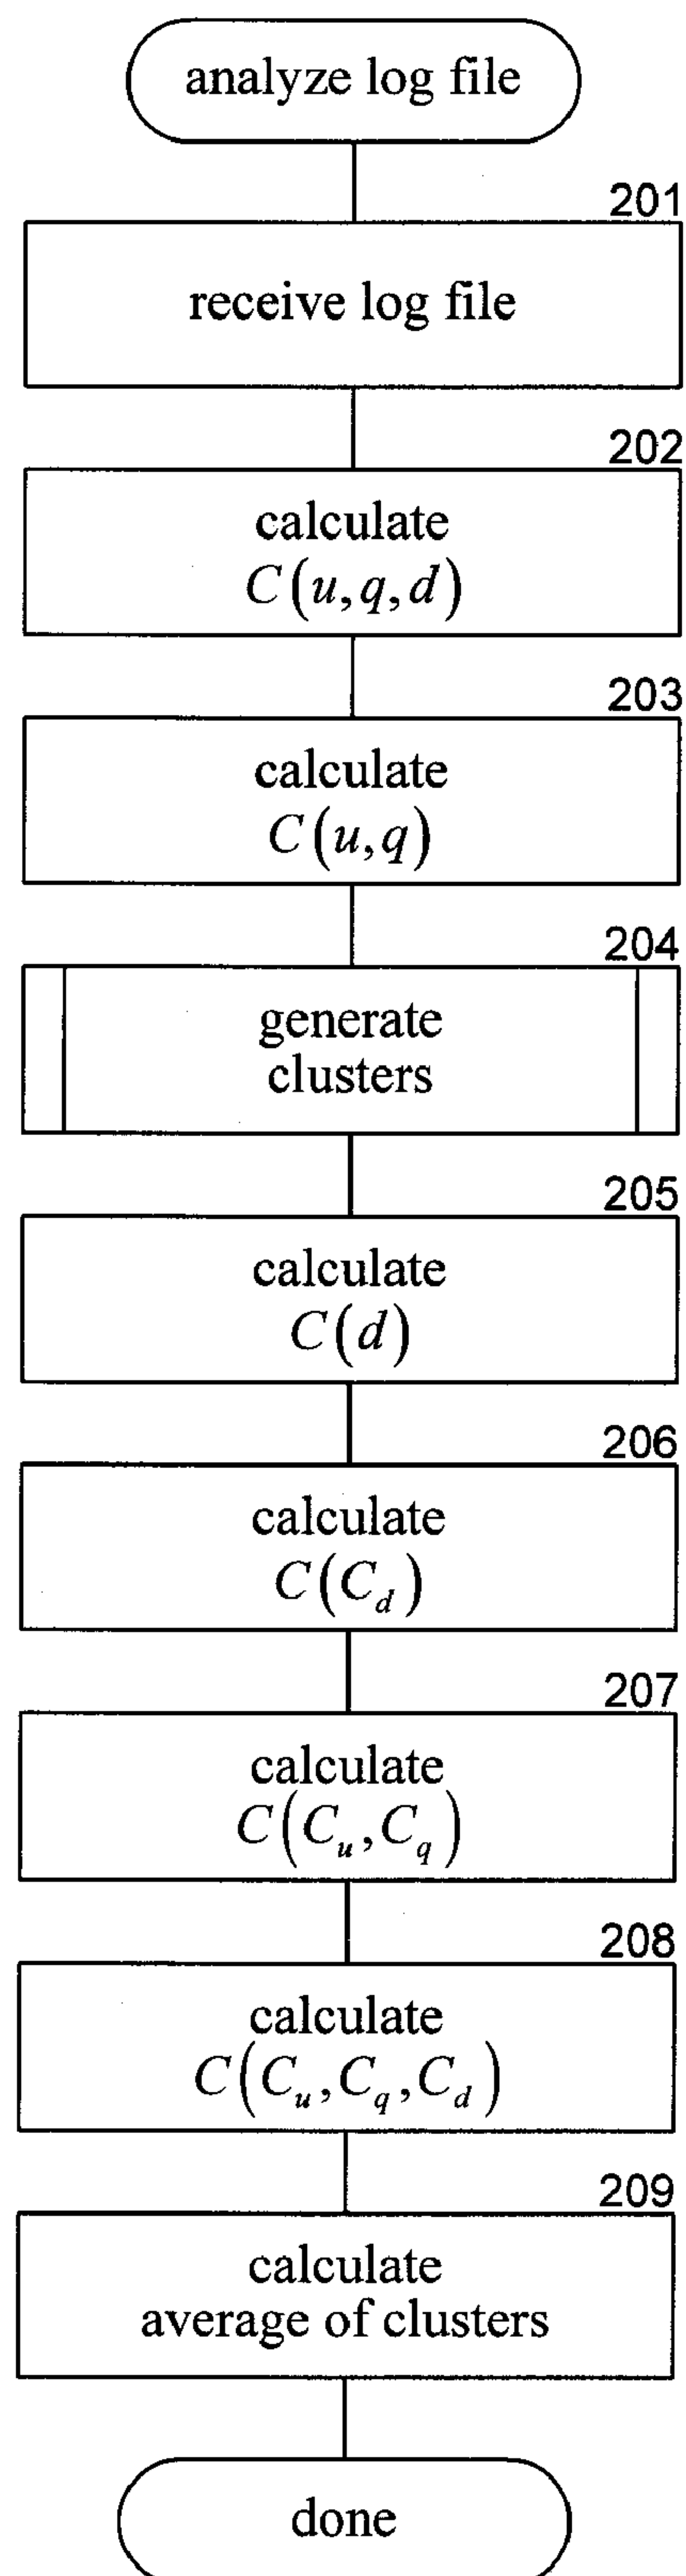 analyze log file
201
receive log file
202
calculate
C(u,q,d)
203
calculate
C(u,q)
204
generate
clusters
205
calculate
C(d)
206
calculate
C(C_d)
207
calculate
C(C_u,C_q)
208
calculate
C(C_u,C_q,C_d)
209
calculate
average of clusters
done